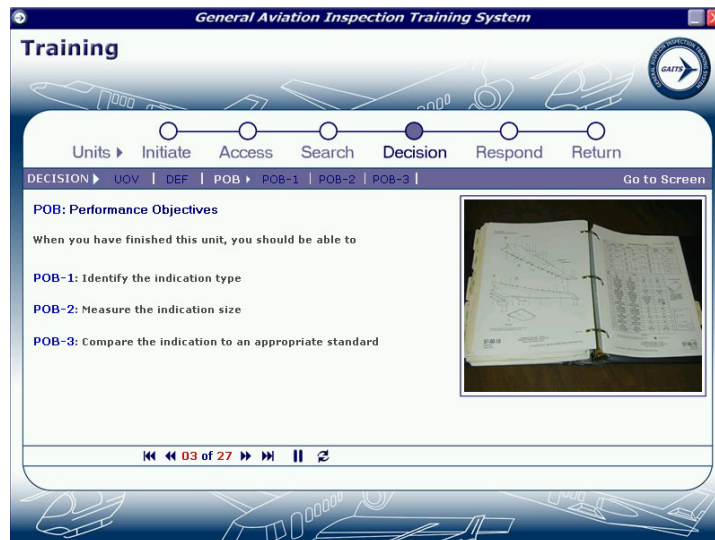 General Aviation Inspection Training System
Training
GAITS
Units Initiate Access Search Decision Respond Return
DECISION UOV | DEF | POB POB-1 | POB-2 | POB-3 | Go to Screen
POB: Performance Objectives
When you have finished this unit, you should be able to
POB-1: Identify the indication type
POB-2: Measure the indication size
POB-3: Compare the indication to an appropriate standard
03 of 27